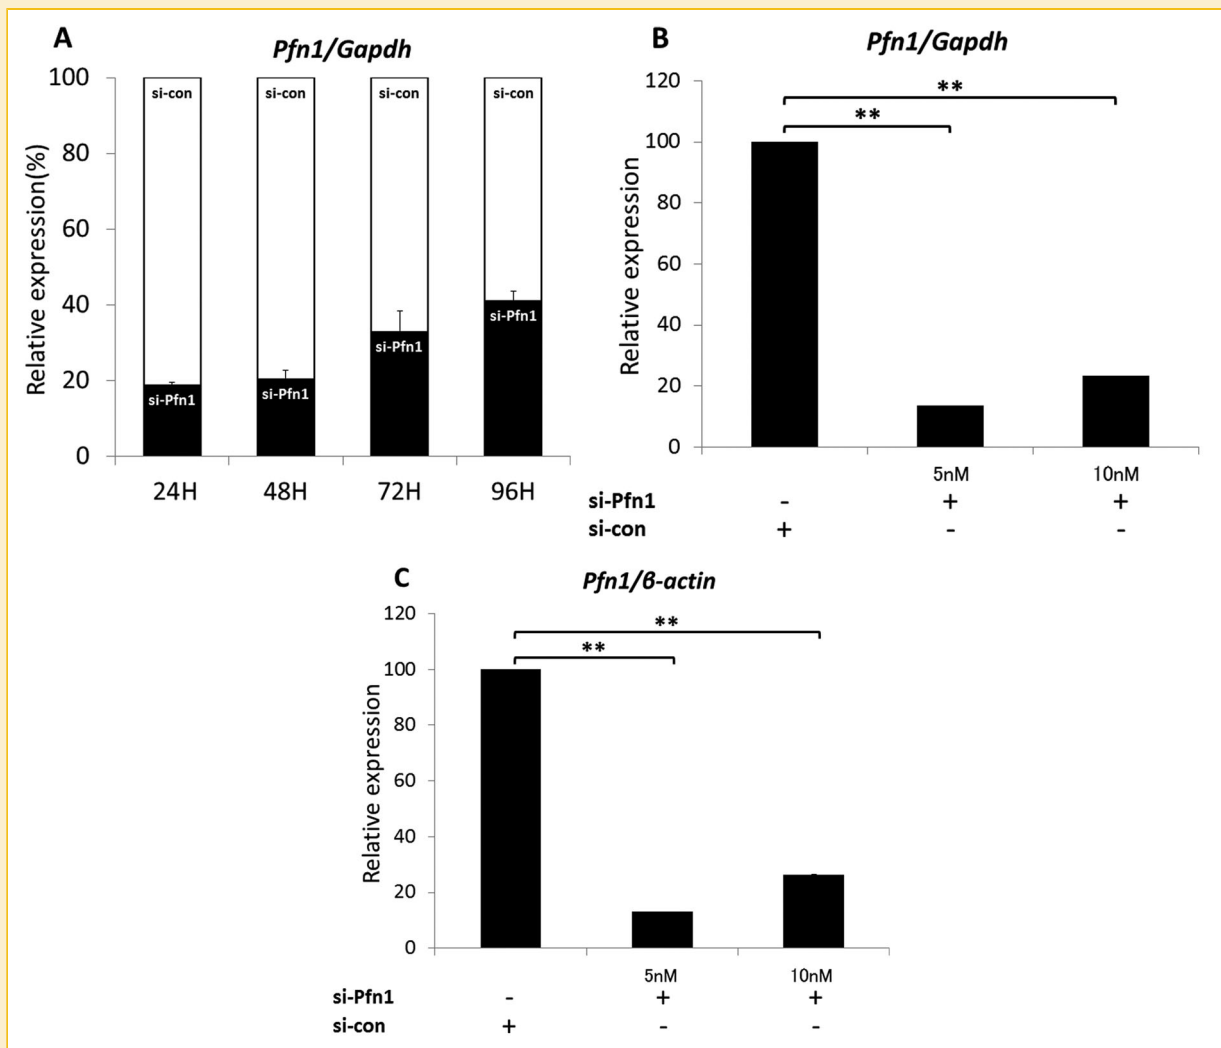 A
Pfn1/Gapdh
Relative expression(%)
100
80
60
40
20
0
si-con
si-con
si-con
si-con
si-Pfn1
si-Pfn1
si-Pfn1
si-Pfn1
24H
48H
72H
96H
B
Pfn1/Gapdh
Relative expression
120
100
80
60
40
20
0
**
**
5nM
10nM
si-Pfn1 - + +
si-con + - -
C
Pfn1/β-actin
Relative expression
120
100
80
60
40
20
0
**
**
5nM
10nM
si-Pfn1 - + +
si-con + - -